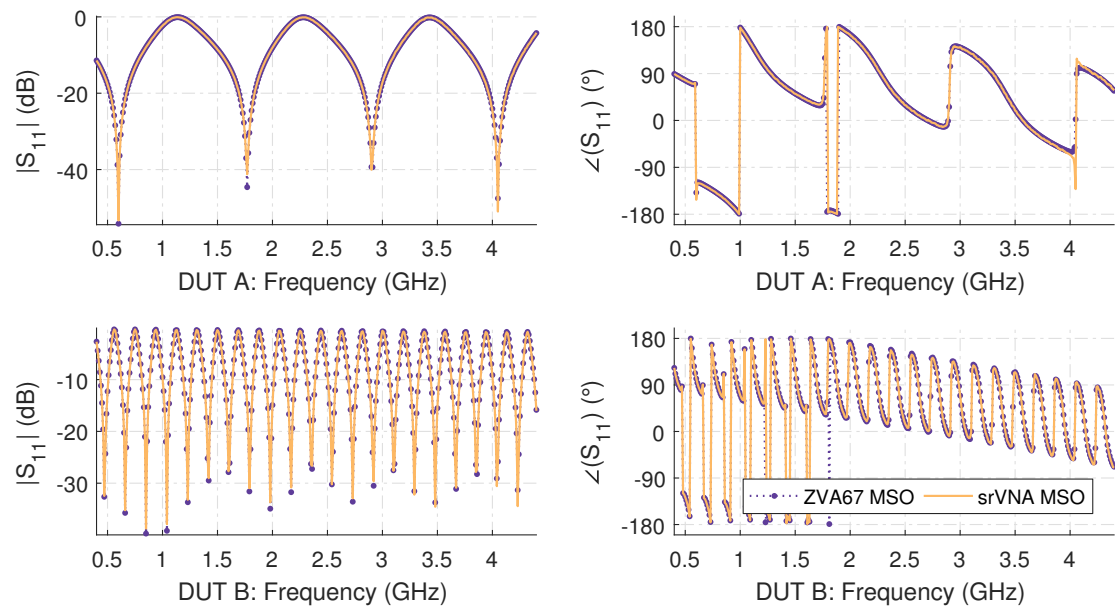 |S11| (dB)
0
-20
-40
0.5 1 1.5 2 2.5 3 3.5 4
DUT A: Frequency (GHz)
∠(S11) (°)
180
90
0
-90
-180
0.5 1 1.5 2 2.5 3 3.5 4
DUT A: Frequency (GHz)
|S11| (dB)
-10
-20
-30
0.5 1 1.5 2 2.5 3 3.5 4
DUT B: Frequency (GHz)
∠(S11) (°)
180
90
0
-90
-180
ZVA67 MSO srVNA MSO
0.5 1 1.5 2 2.5 3 3.5 4
DUT B: Frequency (GHz)